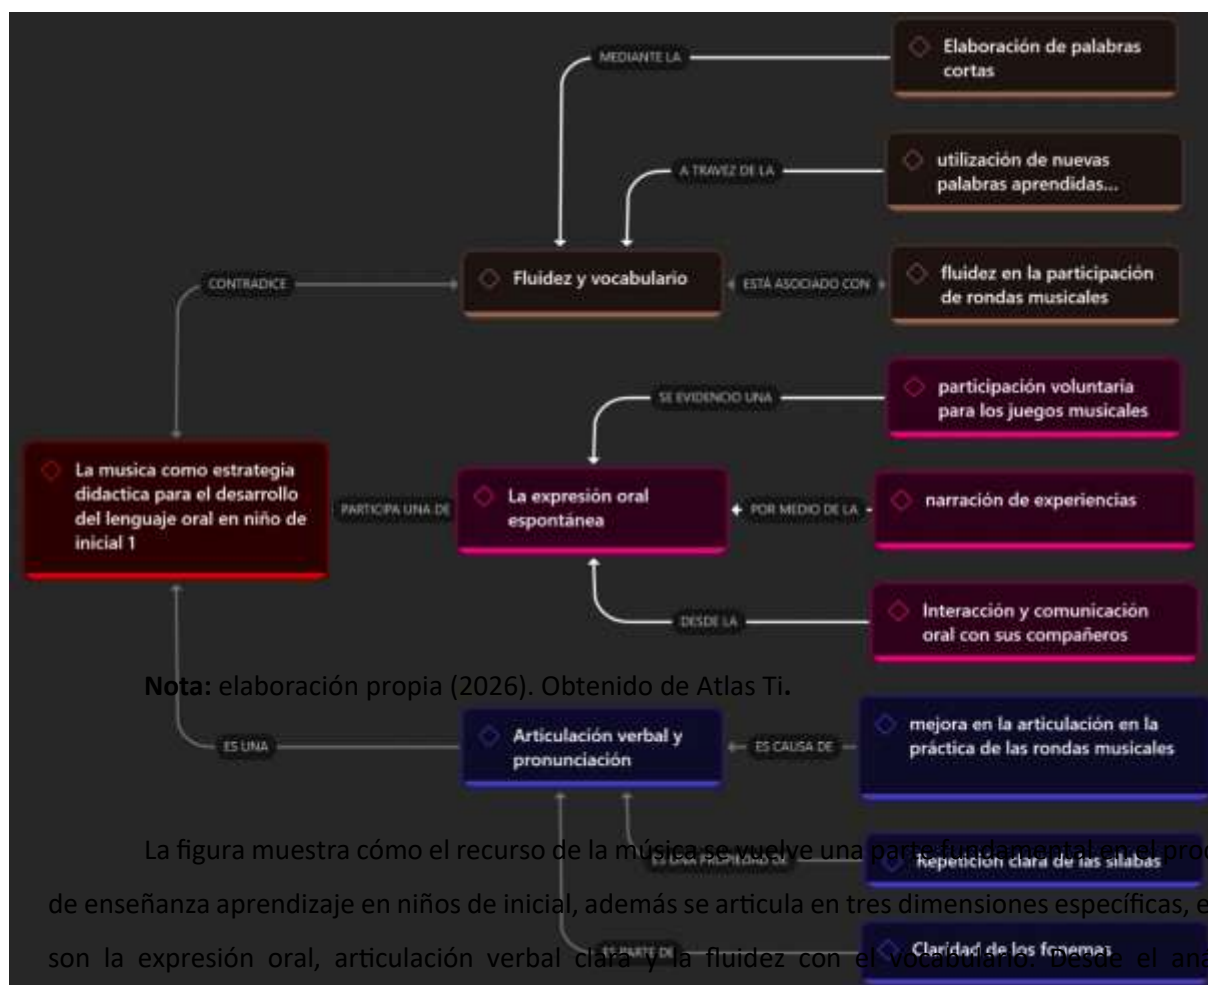 MEDIANTE LA
Elaboración de palabras
cortas
A TRAVEZ DE LA
utilización de nuevas
palabras aprendidas...
CONTRADICE
Fluidez y vocabulario
ESTÁ ASOCIADO CON
fluidez en la participación
de rondas musicales
SE EVIDENCIO UNA
participación voluntaria
para los juegos musicales
La musica como estrategia
didactica para el desarrollo
del lenguaje oral en niño de
inicial 1
PARTICIPA UNA DE
La expresión oral
espontánea
POR MEDIO DE LA
narración de experiencias
DESDE LA
Interacción y comunicación
oral con sus compañeros
Nota: elaboración propia (2026). Obtenido de Atlas Ti.
ES UNA
Articulación verbal y
pronunciación
ES CAUSA DE
mejora en la articulación en la
práctica de las rondas musicales
La figura muestra cómo el recurso de la música se vuelve una parte fundamental en el
ES UNA PROPIEDAD DE
Repetición clara de las silabas
de enseñanza aprendizaje en niños de inicial, además se articula en tres dimensiones específicas,
son la expresión oral, articulación verbal clara y la fluidez con el vocabulario. Desde el
ES PARTE DE
Claridad de los fonemas